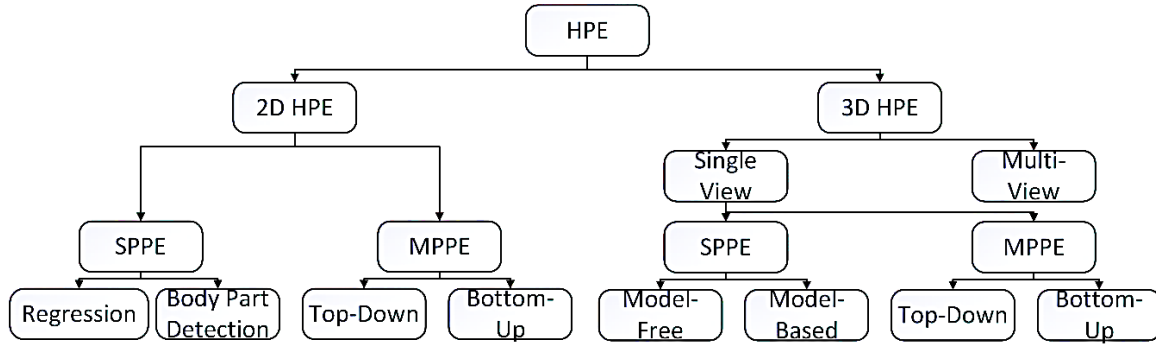 HPE
2D HPE
3D HPE
Single
View
Multi-
View
SPPE
MPPE
SPPE
MPPE
Regression
Body Part
Detection
Top-Down
Bottom-
Up
Model-
Free
Model-
Based
Top-Down
Bottom-
Up